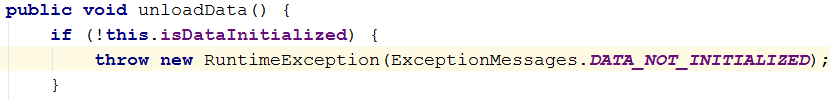 public void unloadData() {
if (!this.isDataInitialized) {
throw new RuntimeException(ExceptionMessages.DATA_NOT_INITIALIZED);
}